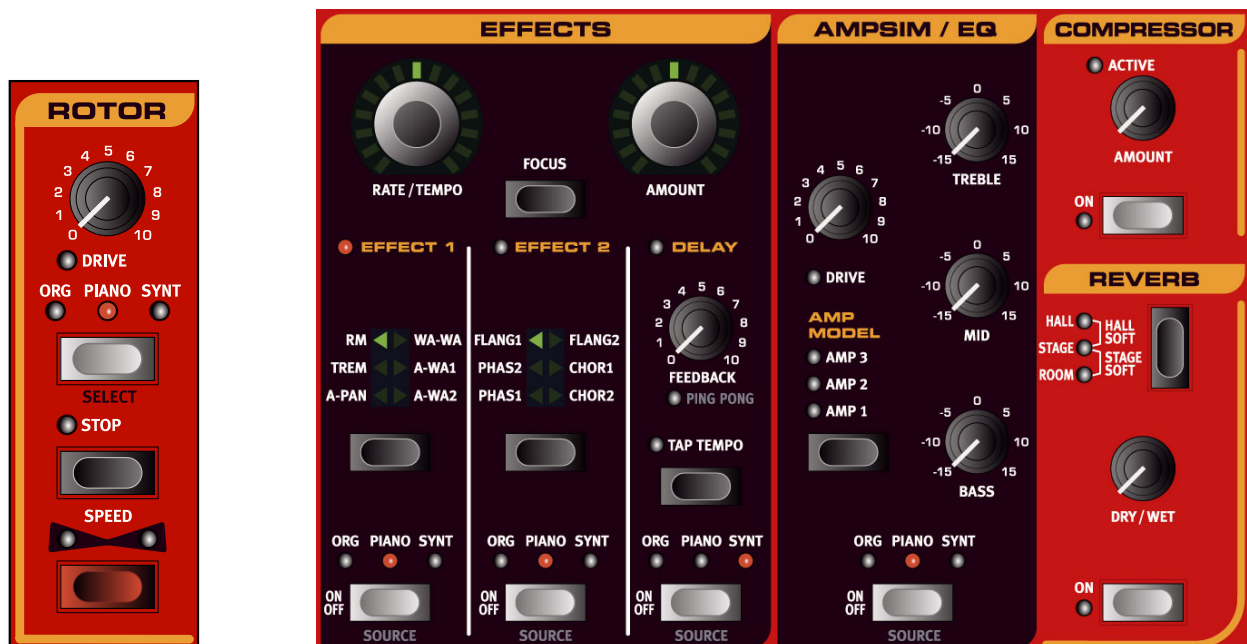 ROTOR
4 5 6
3 7
2 8
1 9
0 10
DRIVE
ORG PIANO SYNT
SELECT
STOP
SPEED
EFFECTS
RATE/TEMPO
FOCUS
AMOUNT
EFFECT 1
EFFECT 2
DELAY
RM WA-WA
TREM A-WA1
A-PAN A-WA2
FLANG1 FLANG2
PHAS2 CHOR1
PHAS1 CHOR2
4 5 6
3 7
2 8
1 9
0 10
FEEDBACK
PING PONG
TAP TEMPO
ORG PIANO SYNT
ON
OFF
SOURCE
ORG PIANO SYNT
ON
OFF
SOURCE
ORG PIANO SYNT
ON
OFF
SOURCE
AMPSIM / EQ
4 5 6
3 7
2 8
1 9
0 10
DRIVE
AMP
MODEL
AMP 3
AMP 2
AMP 1
0
-5 5
-10 10
-15 15
TREBLE
0
-5 5
-10 10
-15 15
MID
0
-5 5
-10 10
-15 15
BASS
ORG PIANO SYNT
ON
OFF
SOURCE
COMPRESSOR
ACTIVE
AMOUNT
ON
REVERB
HALL
STAGE
ROOM
HALL
SOFT
STAGE
SOFT
DRY/WET
ON